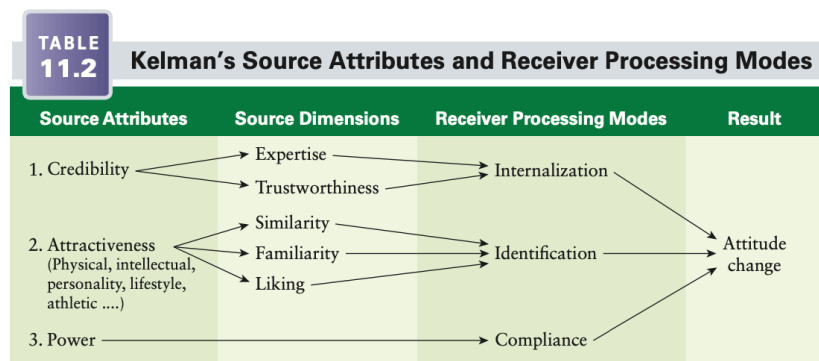 TABLE
11.2
Kelman's Source Attributes and Receiver Processing Modes
Source Attributes Source Dimensions Receiver Processing Modes Result
1. Credibility
Expertise
Trustworthiness
Internalization
2. Attractiveness
(Physical, intellectual,
personality, lifestyle,
athletic ....)
Similarity
Familiarity
Liking
Identification
Attitude
change
3. Power
Compliance